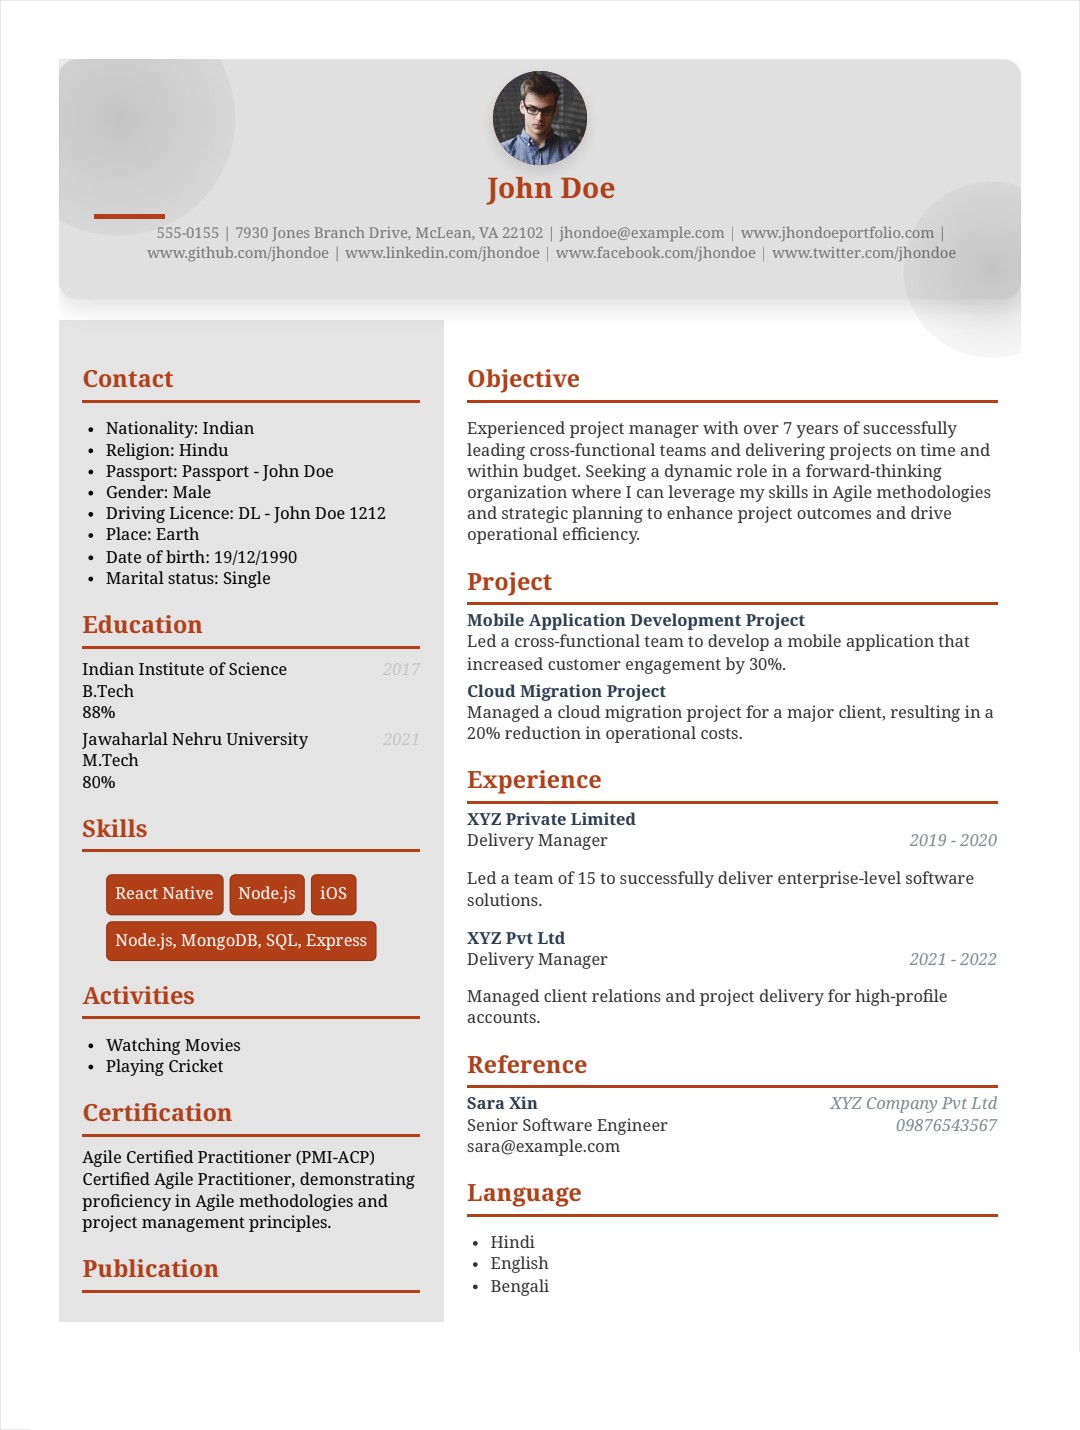 John Doe
555-0155 | 7930 Jones Branch Drive, McLean, VA 22102 | jhondoe@example.com | www.jhondoeportfolio.com |
www.github.com/jhondoe | www.linkedin.com/jhondoe | www.facebook.com/jhondoe | www.twitter.com/jhondoe
Contact
• Nationality: Indian
• Religion: Hindu
• Passport: Passport - John Doe
• Gender: Male
• Driving Licence: DL - John Doe 1212
• Place: Earth
• Date of birth: 19/12/1990
• Marital status: Single
Education
Indian Institute of Science 2017
B.Tech
88%
Jawaharlal Nehru University 2021
M.Tech
80%
Skills
React Native Node.js iOS
Node.js, MongoDB, SQL, Express
Activities
• Watching Movies
• Playing Cricket
Certification
Agile Certified Practitioner (PMI-ACP)
Certified Agile Practitioner, demonstrating
proficiency in Agile methodologies and
project management principles.
Publication
Objective
Experienced project manager with over 7 years of successfully
leading cross-functional teams and delivering projects on time and
within budget. Seeking a dynamic role in a forward-thinking
organization where I can leverage my skills in Agile methodologies
and strategic planning to enhance project outcomes and drive
operational efficiency.
Project
Mobile Application Development Project
Led a cross-functional team to develop a mobile application that
increased customer engagement by 30%.
Cloud Migration Project
Managed a cloud migration project for a major client, resulting in a
20% reduction in operational costs.
Experience
XYZ Private Limited
Delivery Manager 2019 - 2020
Led a team of 15 to successfully deliver enterprise-level software
solutions.
XYZ Pvt Ltd
Delivery Manager 2021 - 2022
Managed client relations and project delivery for high-profile
accounts.
Reference
Sara Xin XYZ Company Pvt Ltd
Senior Software Engineer 09876543567
sara@example.com
Language
• Hindi
• English
• Bengali